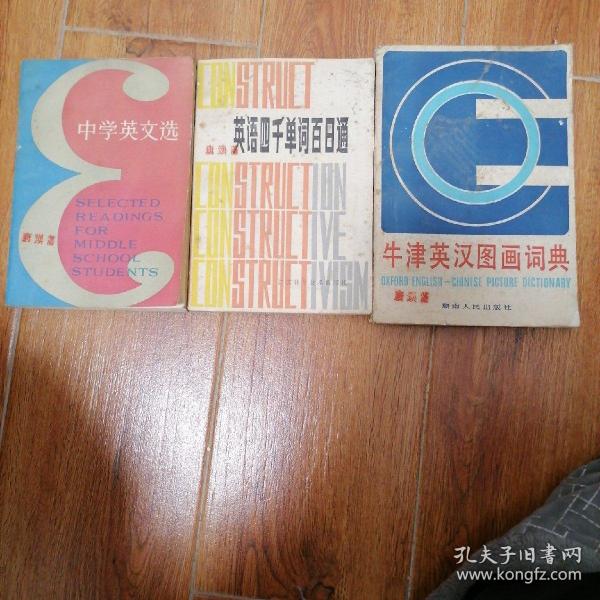 中学英文选
SELECTED
READINGS
FOR
MIDDLE
SCHOOL
STUDENTS
CONSTRUCT
英语四千单词百日通
CONSTRUCTION
CONSTRUCTIVE
CONSTRUCTIVISM
牛津英汉图画词典
OXFORD ENGLISH—CHINESE PICTURE DICTIONARY
湖南人民出版社
孔夫子旧书网
www.kongfz.com